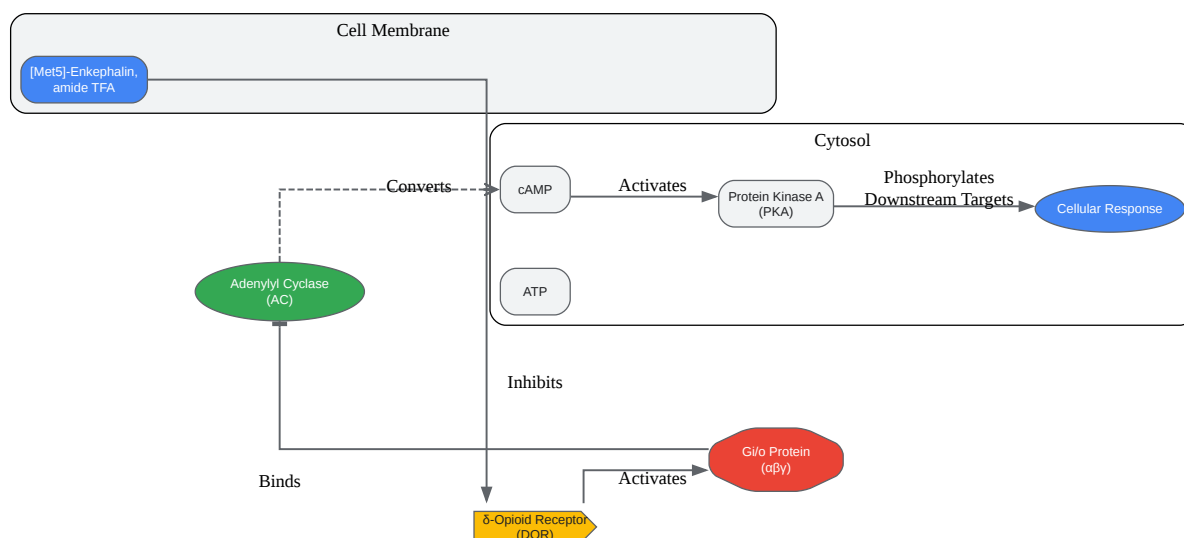 Cell Membrane
[Met5]-Enkephalin,
amide TFA
Cytosol
Converts
cAMP
Activates
Protein Kinase A
(PKA)
Phosphorylates
Downstream Targets
Cellular Response
Adenylyl Cyclase
(AC)
ATP
Inhibits
Gi/o Protein
(αβγ)
Binds
Activates
δ-Opioid Receptor
(DOR)